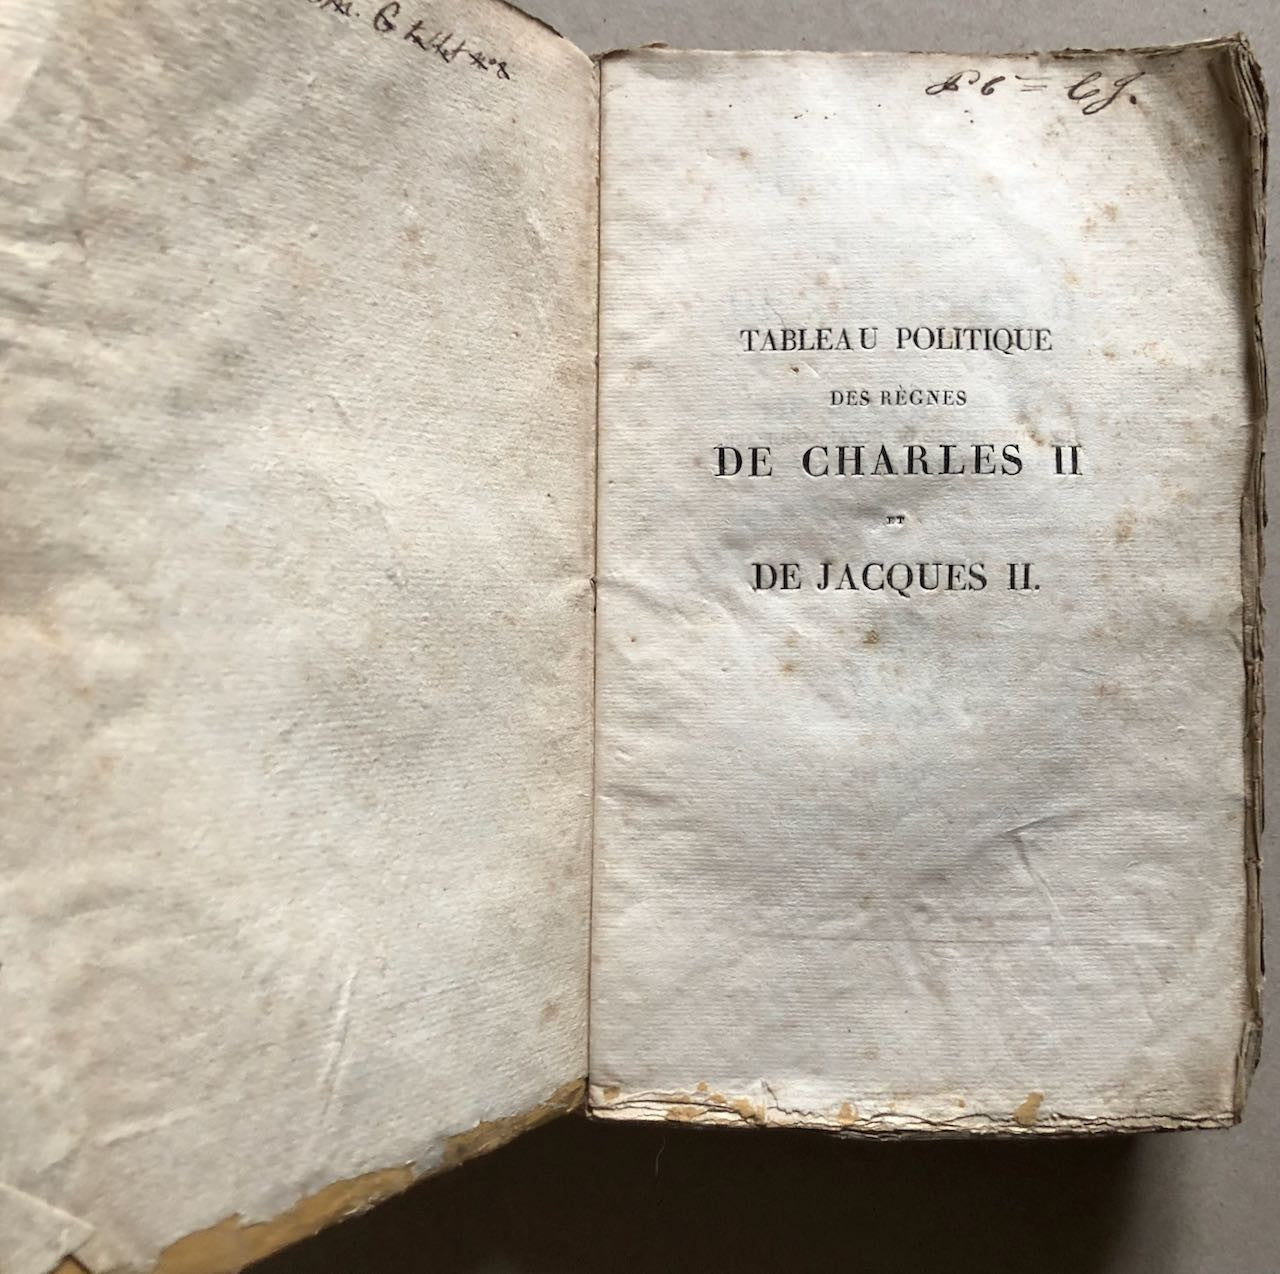 TABLEAU POLITIQUE
DES RÈGNES
DE CHARLES II
ET
DE JACQUES II.